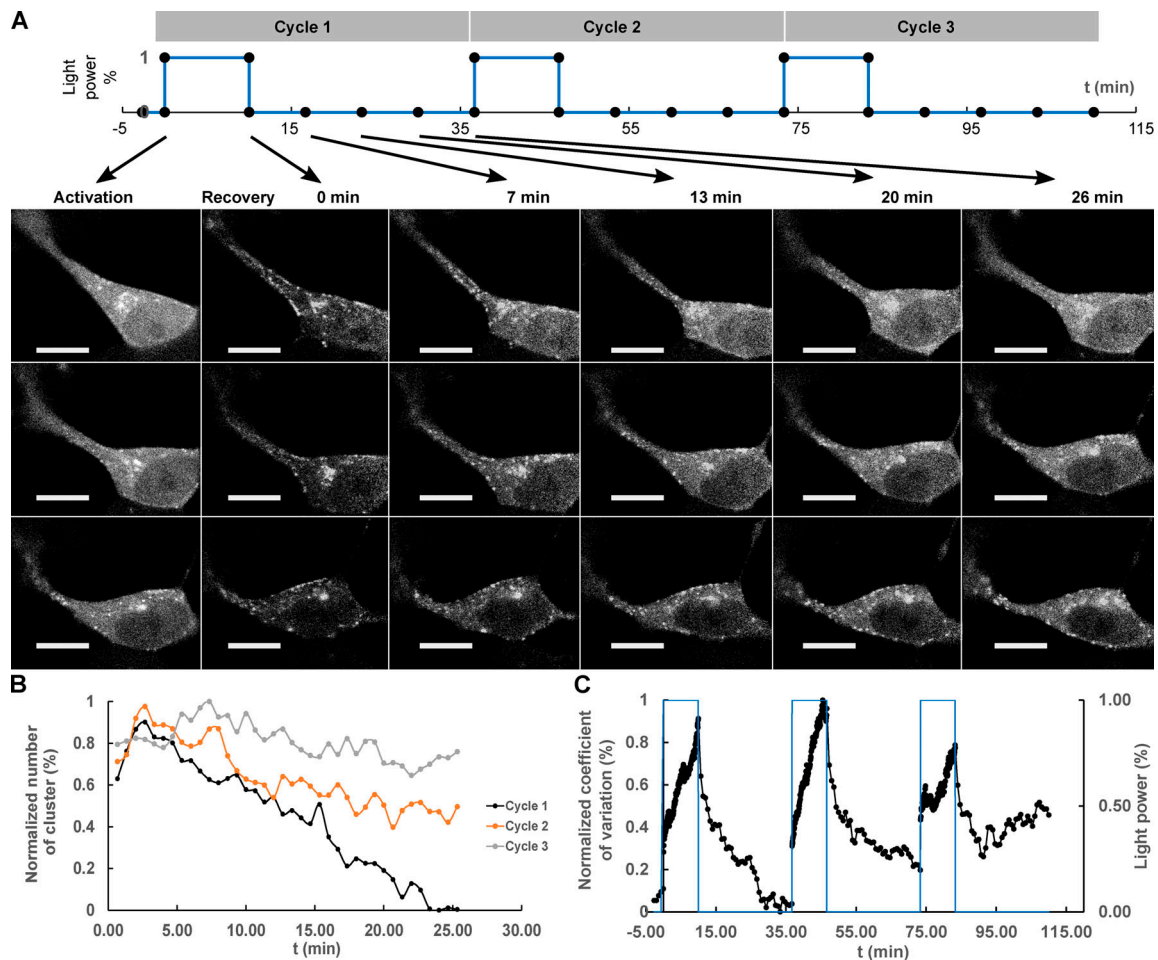 A
Cycle 1 Cycle 2 Cycle 3
Light power %
1
0
t (min)
-5 15 35 55 75 95 115
Activation Recovery 0 min 7 min 13 min 20 min 26 min
B
Normalized number of cluster (%)
1
0.8
0.6
0.4
0.2
0
Cycle 1
Cycle 2
Cycle 3
0.00 5.00 10.00 15.00 20.00 25.00 30.00
t (min)
C
Normalized coefficient of variation (%)
1
0.8
0.6
0.4
0.2
0
1.00
0.50
0.00
Light power (%)
-5.00 15.00 35.00 55.00 75.00 95.00 115.00
t (min)